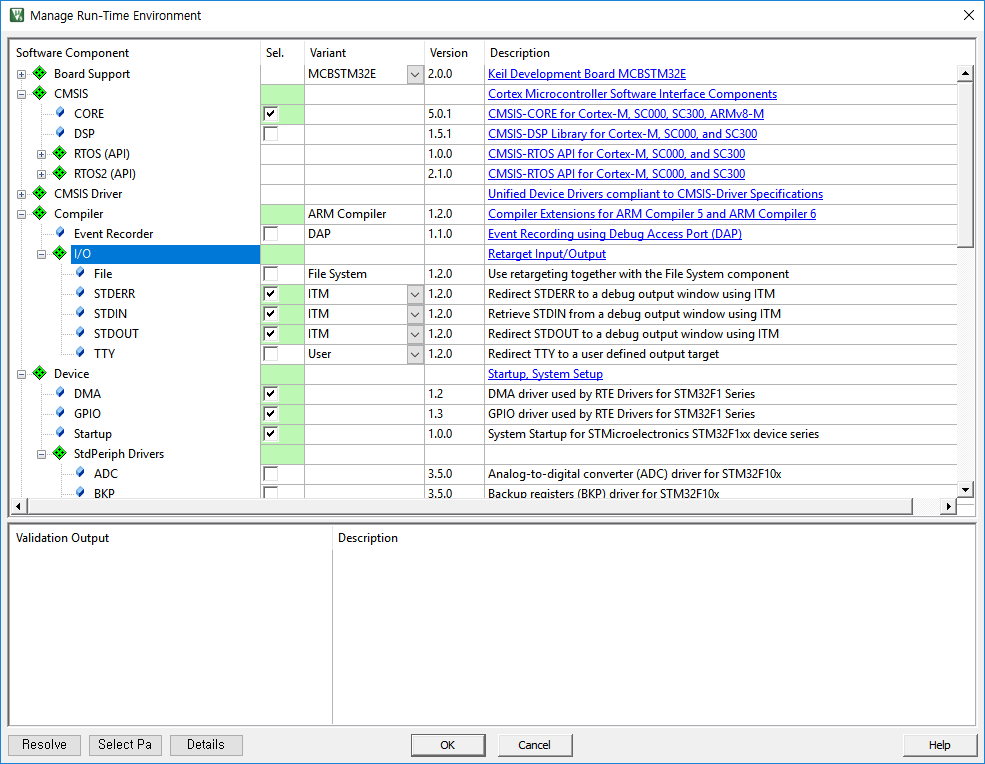 Manage Run-Time Environment
Software Component Sel. Variant Version Description
Board Support MCBSTM32E 2.0.0 Keil Development Board MCBSTM32E
CMSIS Cortex Microcontroller Software Interface Components
CORE 5.0.1 CMSIS-CORE for Cortex-M, SC000, SC300, ARMv8-M
DSP 1.5.1 CMSIS-DSP Library for Cortex-M, SC000, and SC300
RTOS (API) 1.0.0 CMSIS-RTOS API for Cortex-M, SC000, and SC300
RTOS2 (API) 2.1.0 CMSIS-RTOS API for Cortex-M, SC000, and SC300
CMSIS Driver Unified Device Drivers compliant to CMSIS-Driver Specifications
Compiler ARM Compiler 1.2.0 Compiler Extensions for ARM Compiler 5 and ARM Compiler 6
Event Recorder DAP 1.1.0 Event Recording using Debug Access Port (DAP)
I/O Retarget Input/Output
File File System 1.2.0 Use retargeting together with the File System component
STDERR ITM 1.2.0 Redirect STDERR to a debug output window using ITM
STDIN ITM 1.2.0 Retrieve STDIN from a debug output window using ITM
STDOUT ITM 1.2.0 Redirect STDOUT to a debug output window using ITM
TTY User 1.2.0 Redirect TTY to a user defined output target
Device Startup, System Setup
DMA 1.2 DMA driver used by RTE Drivers for STM32F1 Series
GPIO 1.3 GPIO driver used by RTE Drivers for STM32F1 Series
Startup 1.0.0 System Startup for STMicroelectronics STM32F1xx device series
StdPeriph Drivers
ADC 3.5.0 Analog-to-digital converter (ADC) driver for STM32F10x
BKP 3.5.0 Backup registers (BKP) driver for STM32F10x
Validation Output Description
Resolve Select Pa Details OK Cancel Help